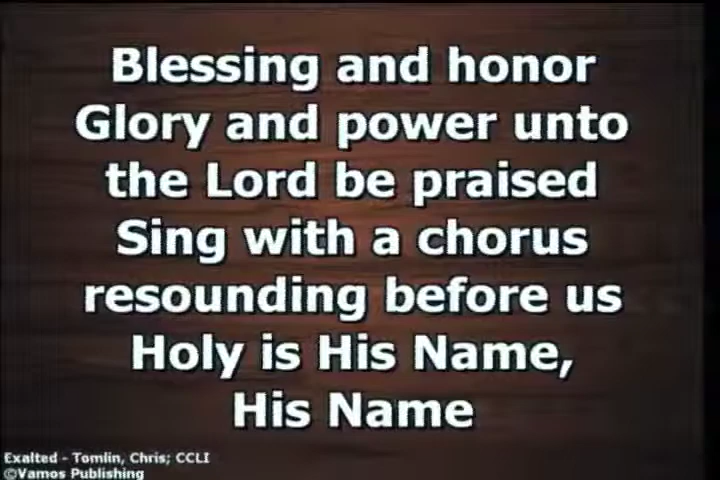 Blessing and honor
Glory and power unto
the Lord be praised
Sing with a chorus
resounding before us
Holy is His Name,
His Name
Exalted - Tomlin, Chris; CCLI
©Vamos Publishing